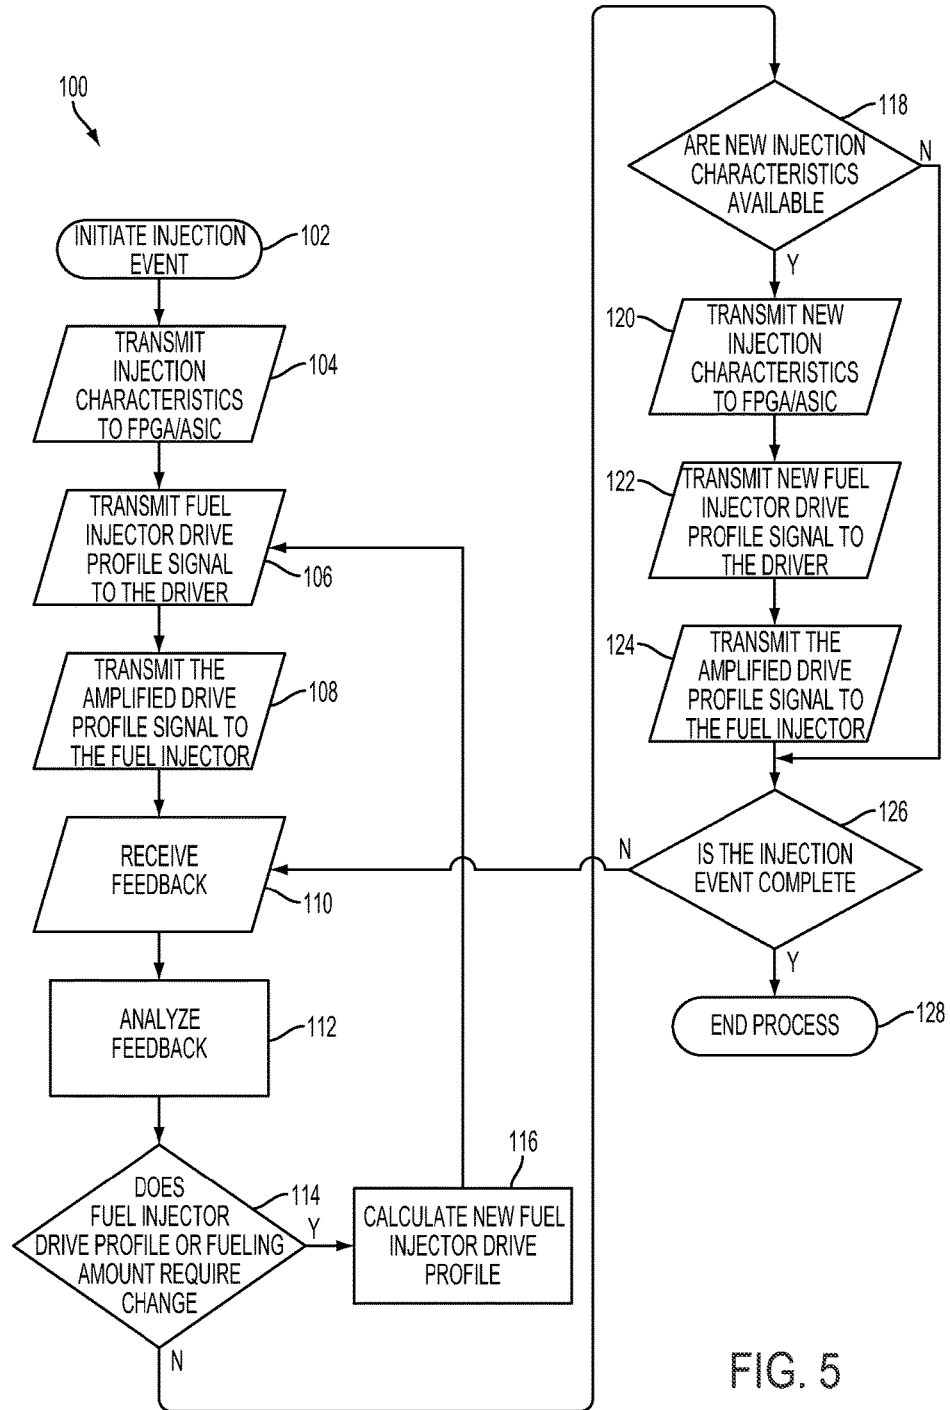 100
INITIATE INJECTION
EVENT
102
TRANSMIT
INJECTION
CHARACTERISTICS
TO FPGA/ASIC
104
TRANSMIT FUEL
INJECTOR DRIVE
PROFILE SIGNAL
TO THE DRIVER
106
TRANSMIT THE
AMPLIFIED DRIVE
PROFILE SIGNAL TO
THE FUEL INJECTOR
108
RECEIVE
FEEDBACK
110
ANALYZE
FEEDBACK
112
DOES
FUEL INJECTOR
DRIVE PROFILE OR FUELING
AMOUNT REQUIRE
CHANGE
114
Y
N
116
CALCULATE NEW FUEL
INJECTOR DRIVE
PROFILE
ARE NEW INJECTION
CHARACTERISTICS
AVAILABLE
118
N
Y
120
TRANSMIT NEW
INJECTION
CHARACTERISTICS
TO FPGA/ASIC
122
TRANSMIT NEW FUEL
INJECTOR DRIVE
PROFILE SIGNAL TO
THE DRIVER
124
TRANSMIT THE
AMPLIFIED DRIVE
PROFILE SIGNAL TO
THE FUEL INJECTOR
126
N
IS THE INJECTION
EVENT COMPLETE
Y
END PROCESS
128
FIG. 5